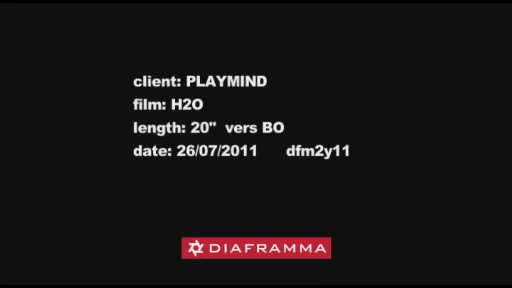 client: PLAYMIND
film: H2O
length: 20" vers BO
date: 26/07/2011 dfm2y11
DIAFRAMMA